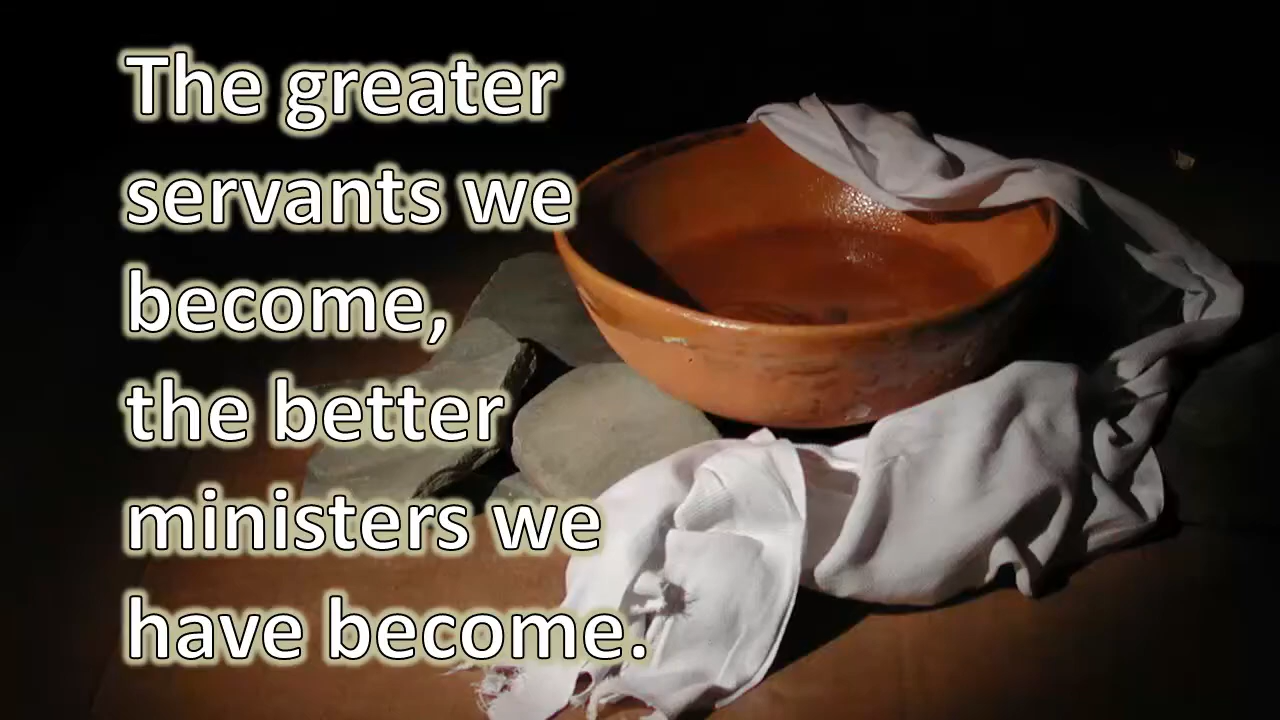 The greater
servants we
become,
the better
ministers we
have become.